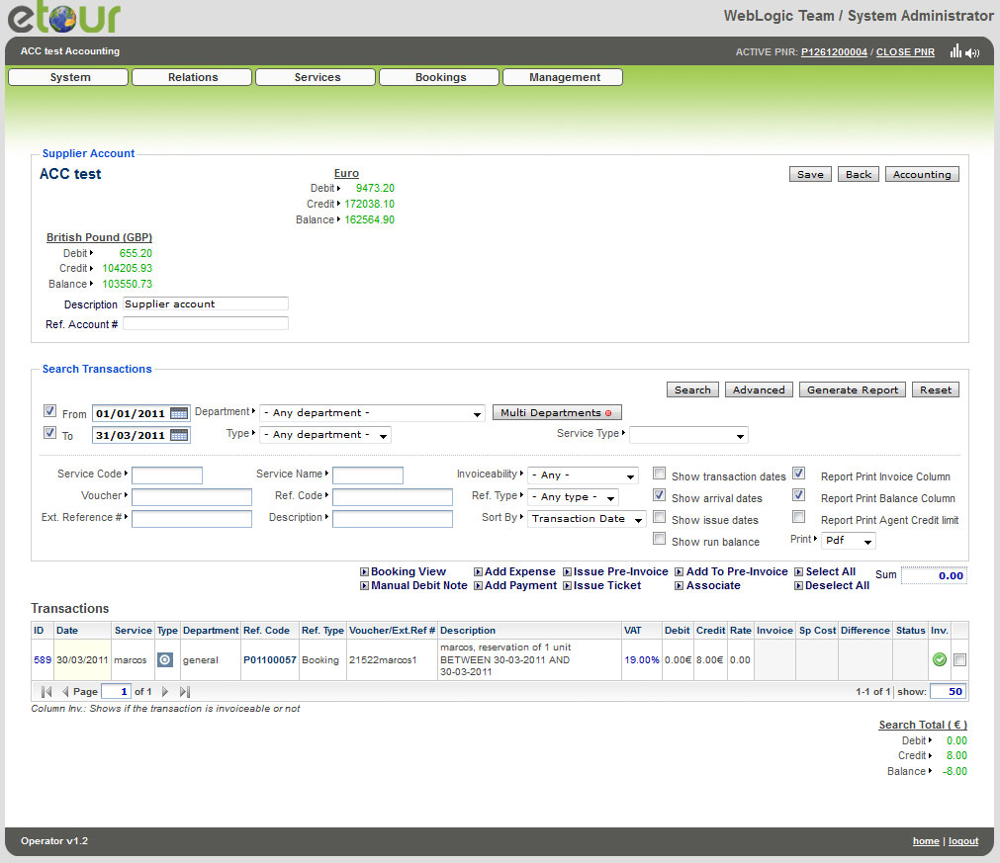 etour
WebLogic Team / System Administrator
ACC test Accounting
ACTIVE PNR: P1261200004 / CLOSE PNR
System Relations Services Bookings Management
Supplier Account
ACC test
Save Back Accounting
Euro
Debit 9473.20
Credit 172038.10
Balance 162564.90
British Pound (GBP)
Debit 655.20
Credit 104205.93
Balance 103550.73
Description Supplier account
Ref. Account #
Search Transactions
Search Advanced Generate Report Reset
From 01/01/2011 Department - Any department - Multi Departments
To 31/03/2011 Type - Any department - Service Type
Service Code Service Name Invoiceability - Any - Show transaction dates Report Print Invoice Column
Voucher Ref. Code Ref. Type - Any type - Show arrival dates Report Print Balance Column
Ext. Reference # Description Sort By Transaction Date Show issue dates Report Print Agent Credit limit
Show run balance Print Pdf
Booking View Add Expense Issue Pre-Invoice Add To Pre-Invoice Select All Sum 0.00
Manual Debit Note Add Payment Issue Ticket Associate Deselect All
Transactions
ID Date Service Type Department Ref. Code Ref. Type Voucher/Ext.Ref # Description VAT Debit Credit Rate Invoice Sp Cost Difference Status Inv.
589 30/03/2011 marcos general P01100057 Booking 21522marcos1 marcos, reservation of 1 unit
BETWEEN 30-03-2011 AND
30-03-2011
19.00% 0.00€ 8.00€ 0.00
Page 1 of 1 1-1 of 1 show: 50
Column Inv.: Shows if the transaction is invoiceable or not
Search Total ( € )
Debit 0.00
Credit 8.00
Balance -8.00
Operator v1.2
home | logout